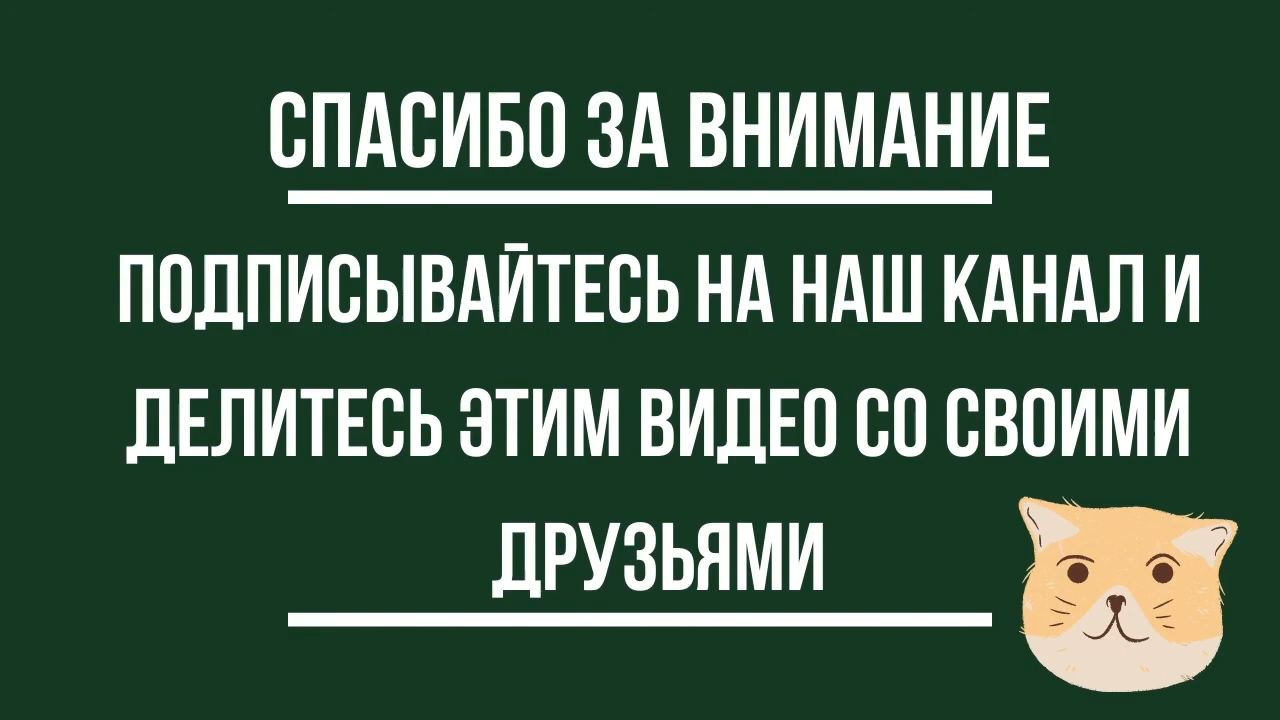 СПАСИБО ЗА ВНИМАНИЕ
ПОДПИСЫВАЙТЕСЬ НА НАШ КАНАЛ И
ДЕЛИТЕСЬ ЭТИМ ВИДЕО СО СВОИМИ
ДРУЗЬЯМИ